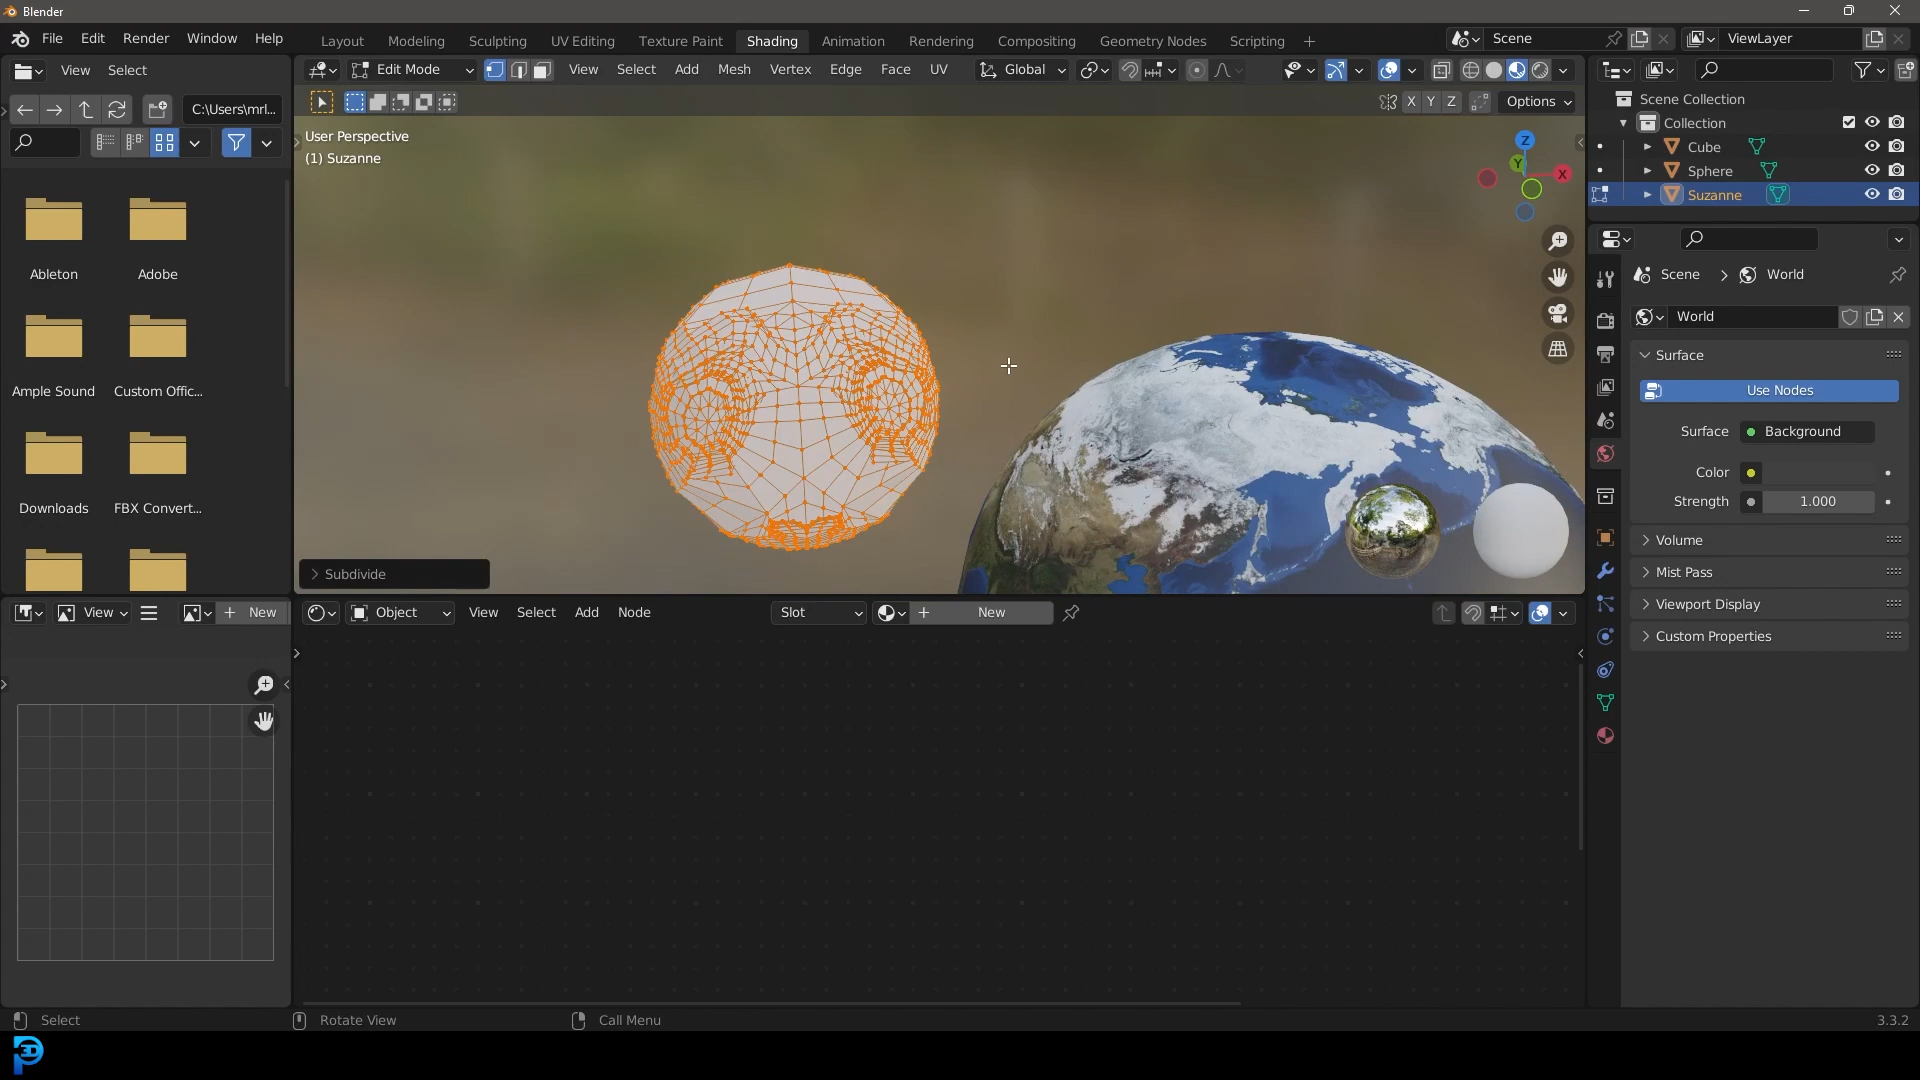 Blender
File Edit Render Window Help
Layout Modeling Sculpting UV Editing Texture Paint Shading Animation Rendering Compositing Geometry Nodes Scripting
Scene
ViewLayer
View Select
Edit Mode View Select Add Mesh Vertex Edge Face UV Global
C:\Users\mrl...
X Y Z Options
User Perspective
(1) Suzanne
Z
Y
X
Ableton Adobe
Ample Sound Custom Offic...
Downloads FBX Convert...
Subdivide
Scene Collection
Collection
Cube
Sphere
Suzanne
Scene > World
World
Surface
Use Nodes
Surface Background
Color
Strength 1.000
Volume
Mist Pass
Viewport Display
Custom Properties
View + New
Object View Select Add Node Slot + New
Select Rotate View Call Menu 3.3.2
3D